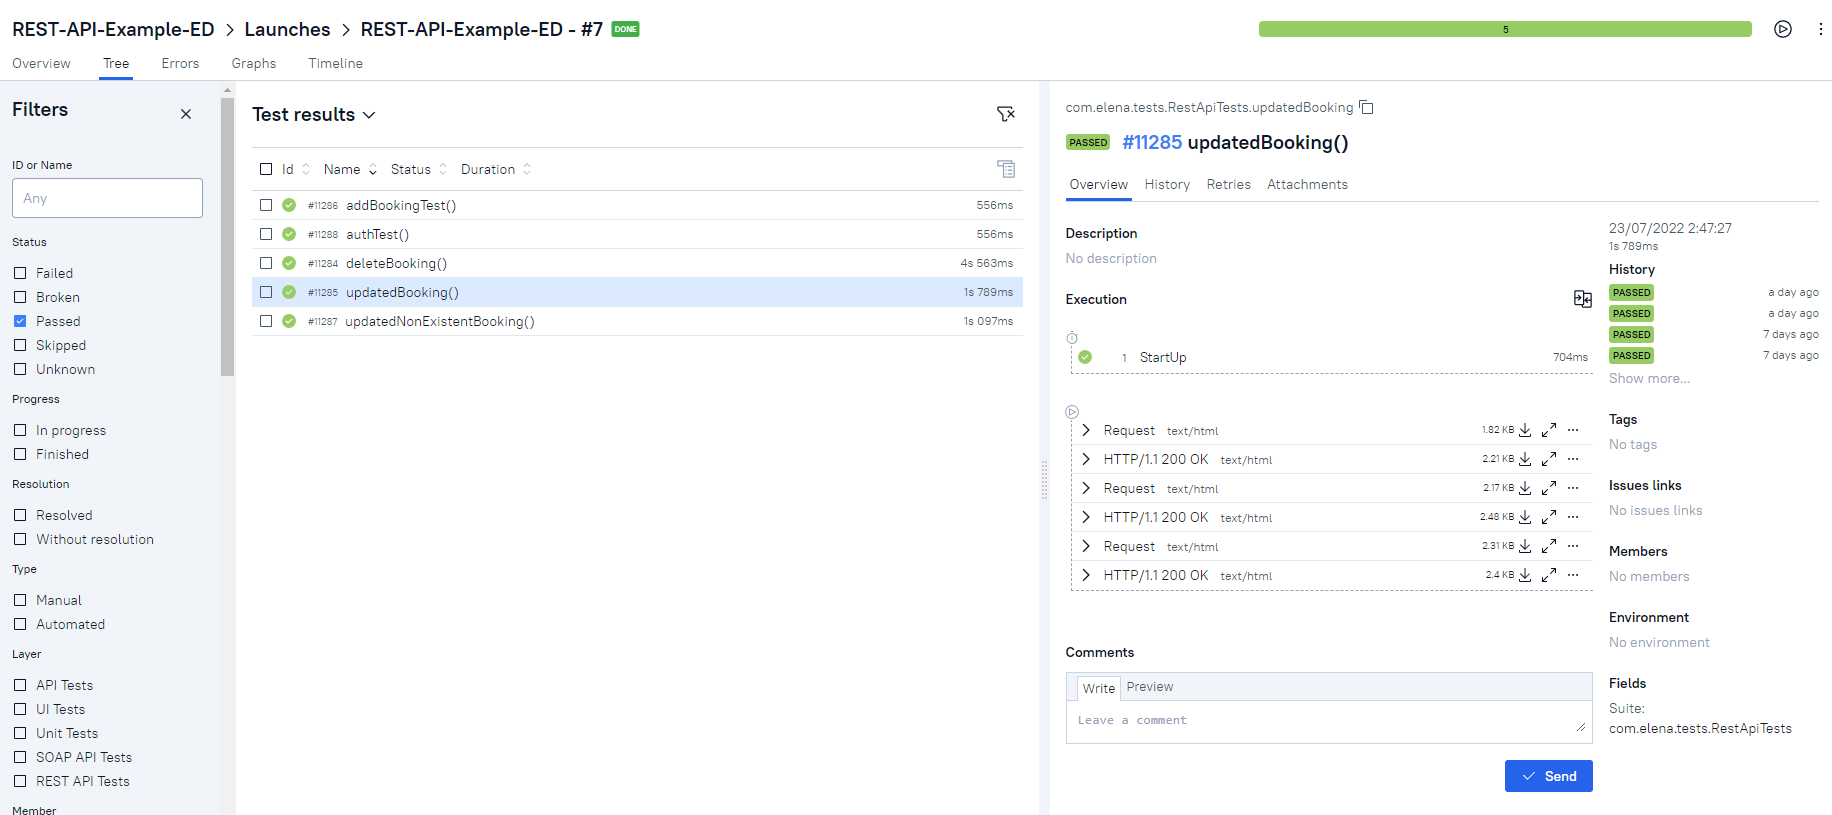 REST-API-Example-ED > Launches > REST-API-Example-ED - #7 DONE
5
Overview Tree Errors Graphs Timeline
Filters
ID or Name
Any
Status
Failed
Broken
Passed
Skipped
Unknown
Progress
In progress
Finished
Resolution
Resolved
Without resolution
Type
Manual
Automated
Layer
API Tests
UI Tests
Unit Tests
SOAP API Tests
REST API Tests
Member
Test results
Id Name Status Duration
#11286 addBookingTest() 556ms
#11288 authTest() 556ms
#11284 deleteBooking() 4s 563ms
#11285 updatedBooking() 1s 789ms
#11287 updatedNonExistentBooking() 1s 097ms
com.elena.tests.RestApiTests.updatedBooking
PASSED #11285 updatedBooking()
Overview History Retries Attachments
Description
No description
Execution
1 StartUp 704ms
Request text/html 1.82 KB
HTTP/1.1 200 OK text/html 2.21 KB
Request text/html 2.17 KB
HTTP/1.1 200 OK text/html 2.48 KB
Request text/html 2.31 KB
HTTP/1.1 200 OK text/html 2.4 KB
Comments
Write Preview
Leave a comment
Send
23/07/2022 2:47:27
1s 789ms
History
PASSED a day ago
PASSED a day ago
PASSED 7 days ago
PASSED 7 days ago
Show more...
Tags
No tags
Issues links
No issues links
Members
No members
Environment
No environment
Fields
Suite:
com.elena.tests.RestApiTests